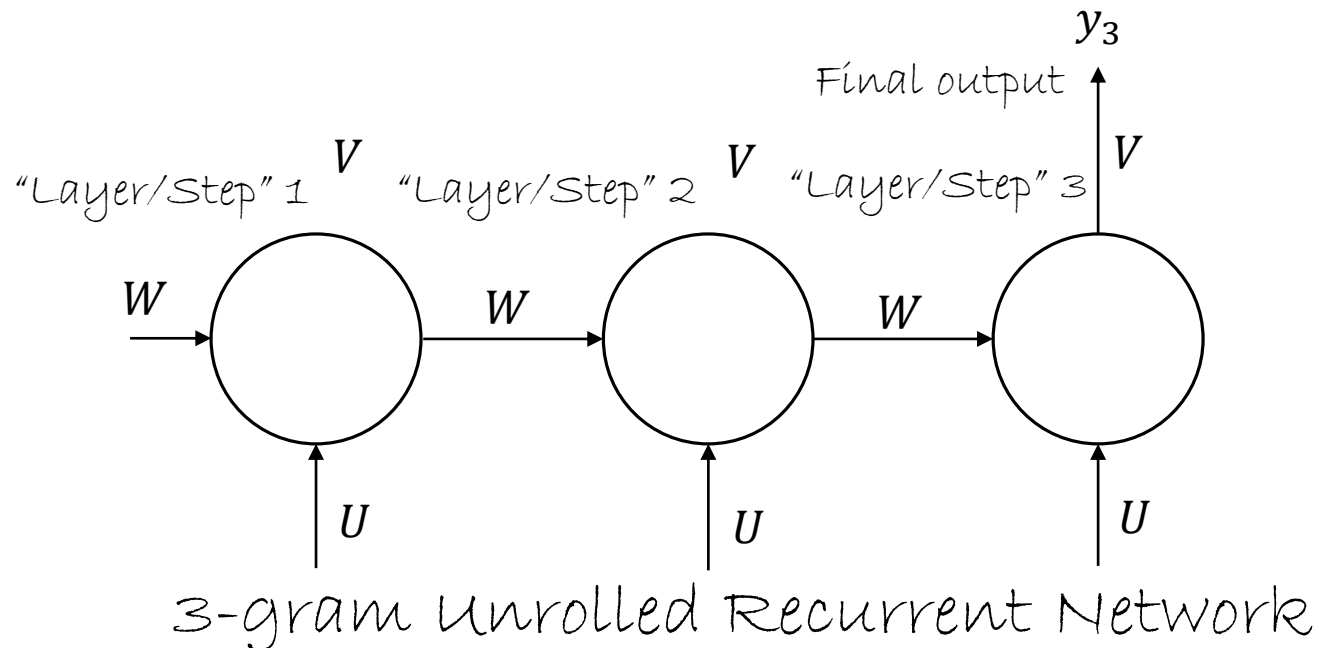 y₃
Final output
V
V
V
"Layer/Step" 1
"Layer/Step" 2
"Layer/Step" 3
W
W
W
U
U
U
3-gram Unrolled Recurrent Network